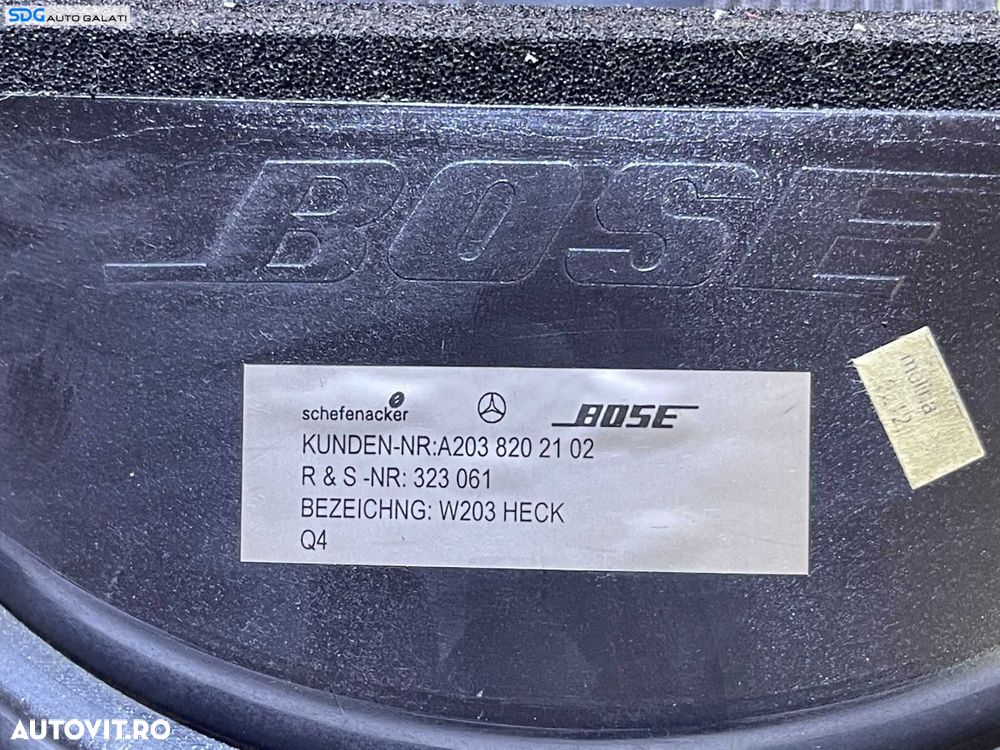 SDG AUTO GALATI
BOSE
schefenacker BOSE
KUNDEN-NR:A203 820 21 02
R & S -NR: 323 061
BEZEICHNG: W203 HECK
Q4
12
AUTOVIT.RO